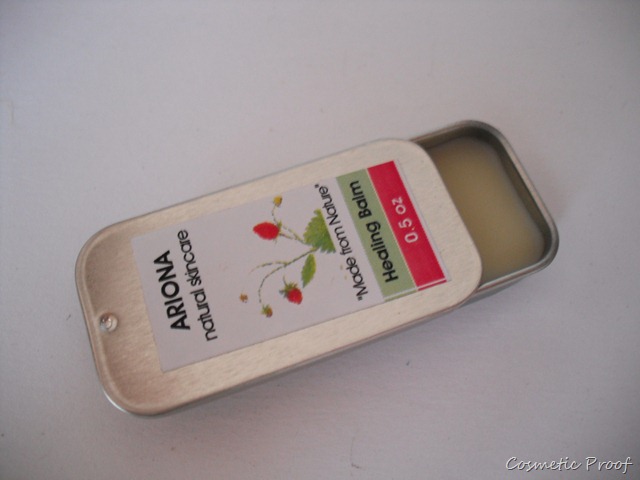 ARIONA
natural skincare
"Made from Nature"
Healing Balm
0.5 oz
Cosmetic Proof